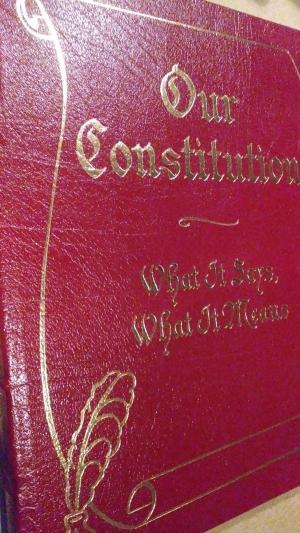 Our
Constitution
What It Says,
What It Means